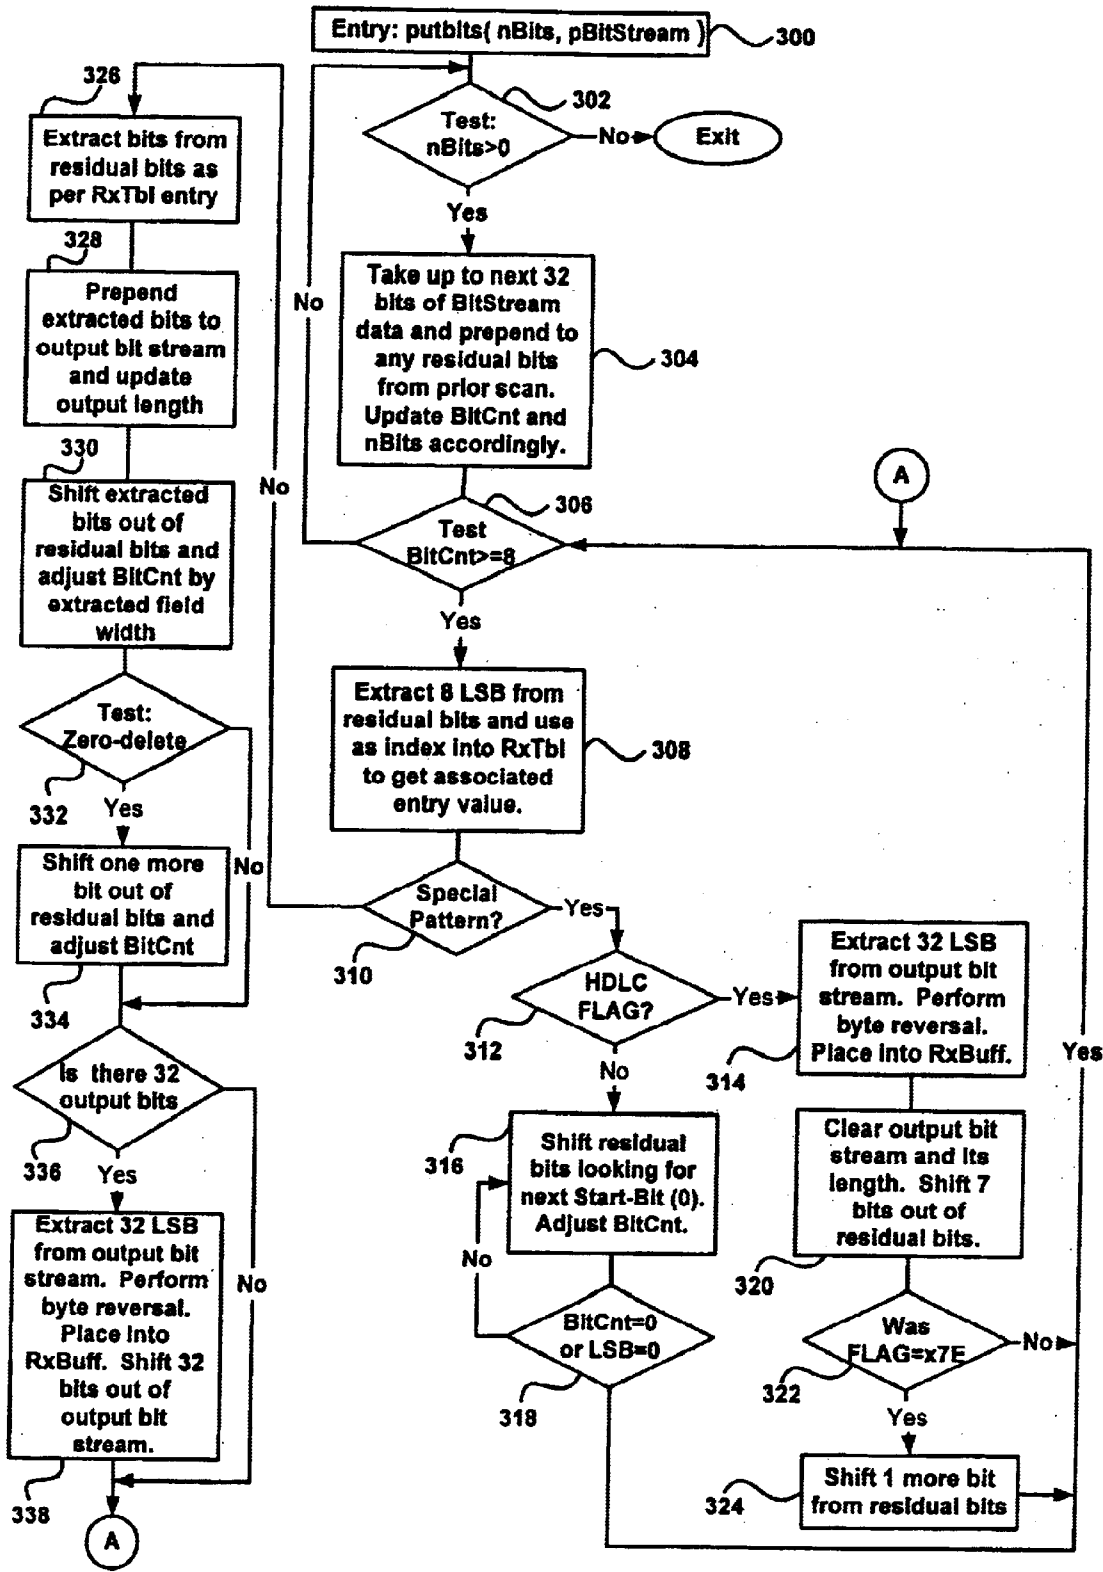 Entry: putbits( nBits, pBitStream )
300
302
Test:
nBits>0
No
Exit
Yes
Take up to next 32
bits of BitStream
data and prepend to
any residual bits
from prior scan.
Update BitCnt and
nBits accordingly.
304
No
306
Test
BitCnt>=8
A
Yes
Extract 8 LSB from
residual bits and use
as index into RxTbl
to get associated
entry value.
308
Special
Pattern?
310
Yes
No
HDLC
FLAG?
312
Yes
No
Extract 32 LSB
from output bit
stream. Perform
byte reversal.
Place into RxBuff.
314
Yes
316
Shift residual
bits looking for
next Start-Bit (0).
Adjust BitCnt.
No
BitCnt=0
or LSB=0
318
Clear output bit
stream and its
length. Shift 7
bits out of
residual bits.
320
Was
FLAG=x7E
322
No
Yes
Shift 1 more bit
from residual bits
324
326
Extract bits from
residual bits as
per RxTbl entry
328
Prepend
extracted bits to
output bit stream
and update
output length
330
Shift extracted
bits out of
residual bits and
adjust BitCnt by
extracted field
width
Test:
Zero-delete
332
Yes
No
Shift one more
bit out of
residual bits and
adjust BitCnt
334
Is there 32
output bits
336
Yes
No
Extract 32 LSB
from output bit
stream. Perform
byte reversal.
Place into
RxBuff. Shift 32
bits out of
output bit
stream.
338
A